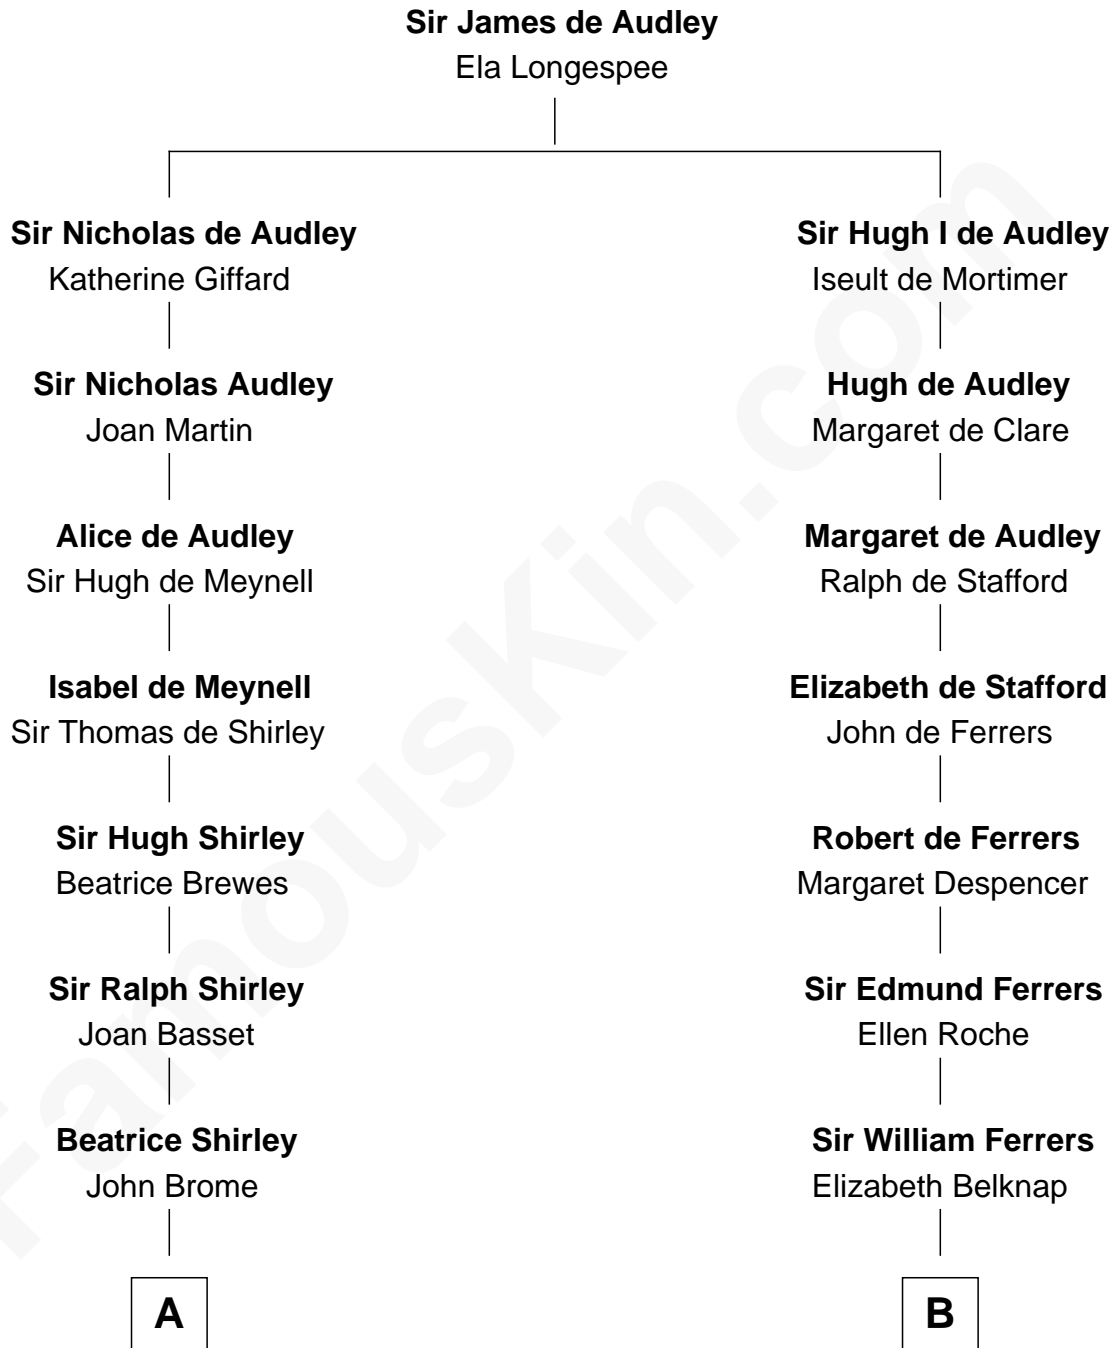 Sir James de Audley
Ela Longespee
Sir Nicholas de Audley
Katherine Giffard
Sir Nicholas Audley
Joan Martin
Alice de Audley
Sir Hugh de Meynell
Isabel de Meynell
Sir Thomas de Shirley
Sir Hugh Shirley
Beatrice Brewes
Sir Ralph Shirley
Joan Basset
Beatrice Shirley
John Brome
A
Sir Hugh I de Audley
Iseult de Mortimer
Hugh de Audley
Margaret de Clare
Margaret de Audley
Ralph de Stafford
Elizabeth de Stafford
John de Ferrers
Robert de Ferrers
Margaret Despencer
Sir Edmund Ferrers
Ellen Roche
Sir William Ferrers
Elizabeth Belknap
B
FamousKin.com